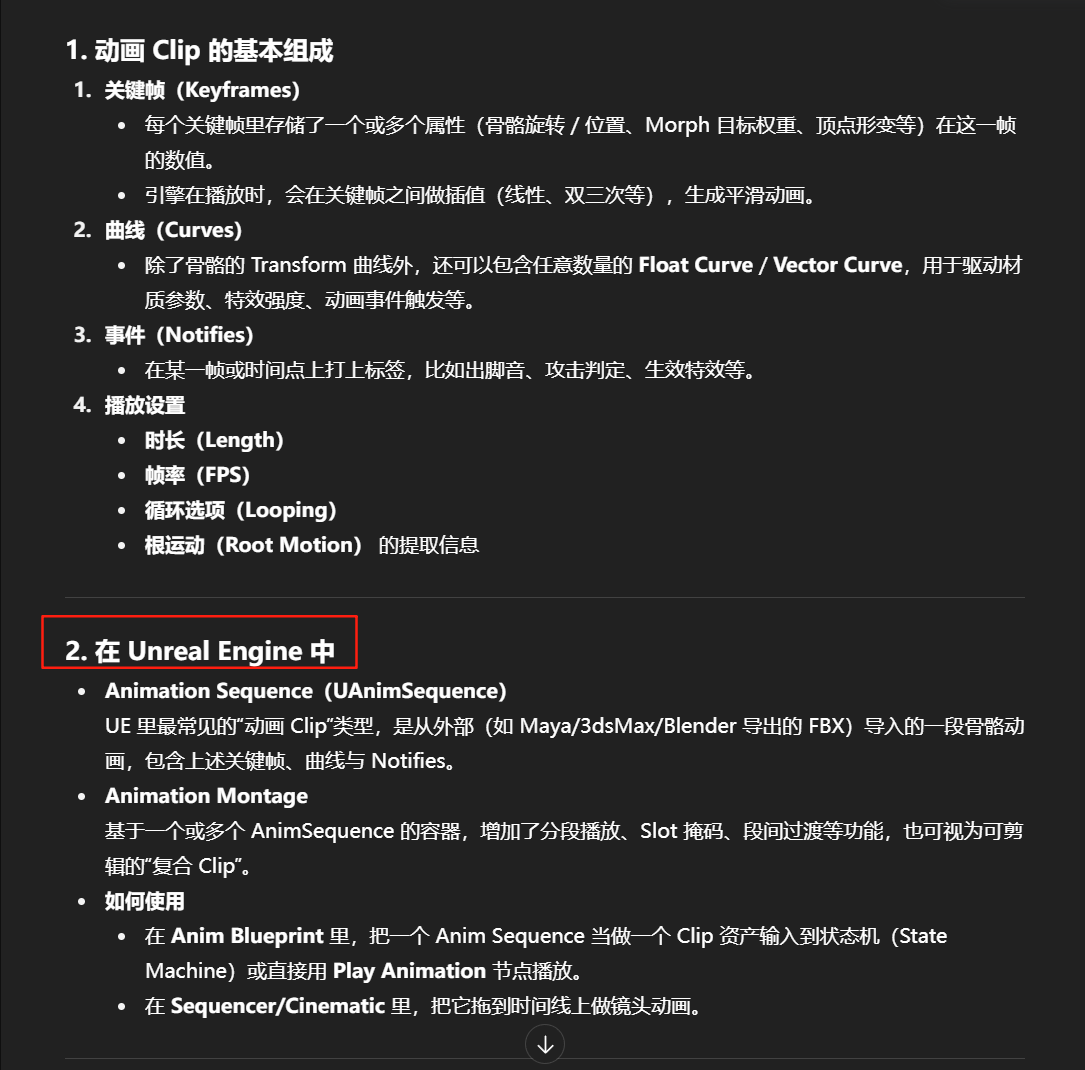 1. 动画 Clip 的基本组成
1. 关键帧（Keyframes）
• 每个关键帧里存储了一个或多个属性（骨骼旋转 / 位置、Morph 目标权重、顶点形变等）在这一帧
的数值。
• 引擎在播放时，会在关键帧之间做插值（线性、双三次等），生成平滑动画。
2. 曲线（Curves）
• 除了骨骼的 Transform 曲线外，还可以包含任意数量的 Float Curve / Vector Curve，用于驱动材
质参数、特效强度、动画事件触发等。
3. 事件（Notifies）
• 在某一帧或时间点上打上标签，比如出脚音、攻击判定、生效特效等。
4. 播放设置
• 时长（Length）
• 帧率（FPS）
• 循环选项（Looping）
• 根运动（Root Motion） 的提取信息
2. 在 Unreal Engine 中
• Animation Sequence（UAnimSequence）
UE 里最常见的“动画 Clip”类型，是从外部（如 Maya/3dsMax/Blender 导出的 FBX）导入的一段骨骼动
画，包含上述关键帧、曲线与 Notifies。
• Animation Montage
基于一个或多个 AnimSequence 的容器，增加了分段播放、Slot 掩码、段间过渡等功能，也可视为可剪
辑的“复合 Clip”。
• 如何使用
• 在 Anim Blueprint 里，把一个 Anim Sequence 当做一个 Clip 资产输入到状态机（State
Machine）或直接用 Play Animation 节点播放。
• 在 Sequencer/Cinematic 里，把它拖到时间线上做镜头动画。